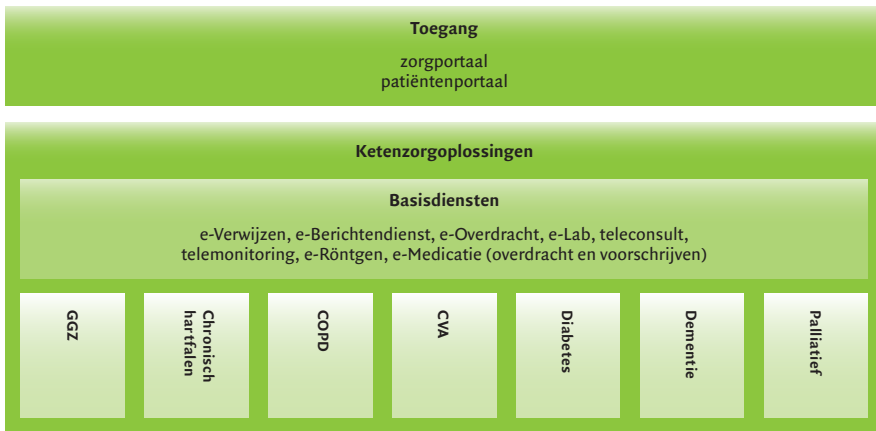 Toegang
zorgportaal
patiëntenportaal
Ketenzorgoplossingen
Basisdiensten
e-Verwijzen, e-Berichtendienst, e-Overdracht, e-Lab, teleconsult,
telemonitoring, e-Röntgen, e-Medicatie (overdracht en voorschrijven)
GGZ
Chronisch
hartfalen
COPD
CVA
Diabetes
Dementie
Palliatief